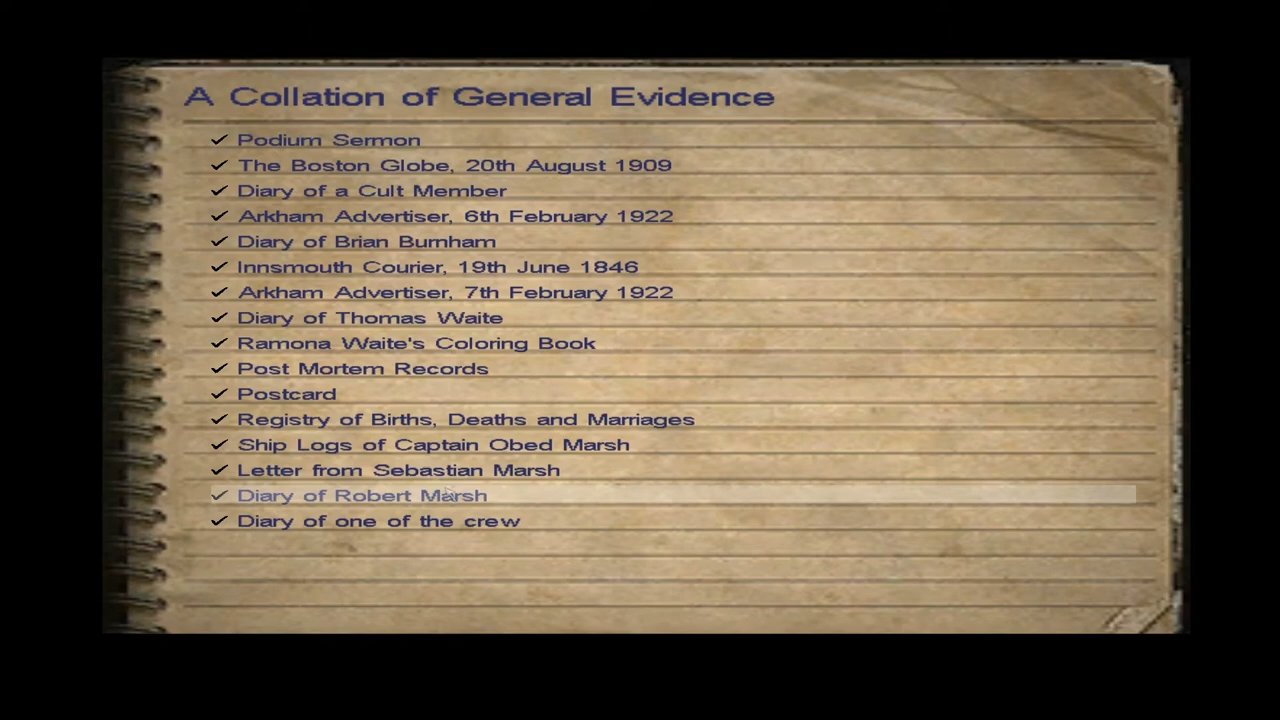 A Collation of General Evidence
✓ Podium Sermon
✓ The Boston Globe, 20th August 1909
✓ Diary of a Cult Member
✓ Arkham Advertiser, 6th February 1922
✓ Diary of Brian Burnham
✓ Innsmouth Courier, 19th June 1846
✓ Arkham Advertiser, 7th February 1922
✓ Diary of Thomas Waite
✓ Ramona Waite's Coloring Book
✓ Post Mortem Records
✓ Postcard
✓ Registry of Births, Deaths and Marriages
✓ Ship Logs of Captain Obed Marsh
✓ Letter from Sebastian Marsh
✓ Diary of Robert Marsh
✓ Diary of one of the crew